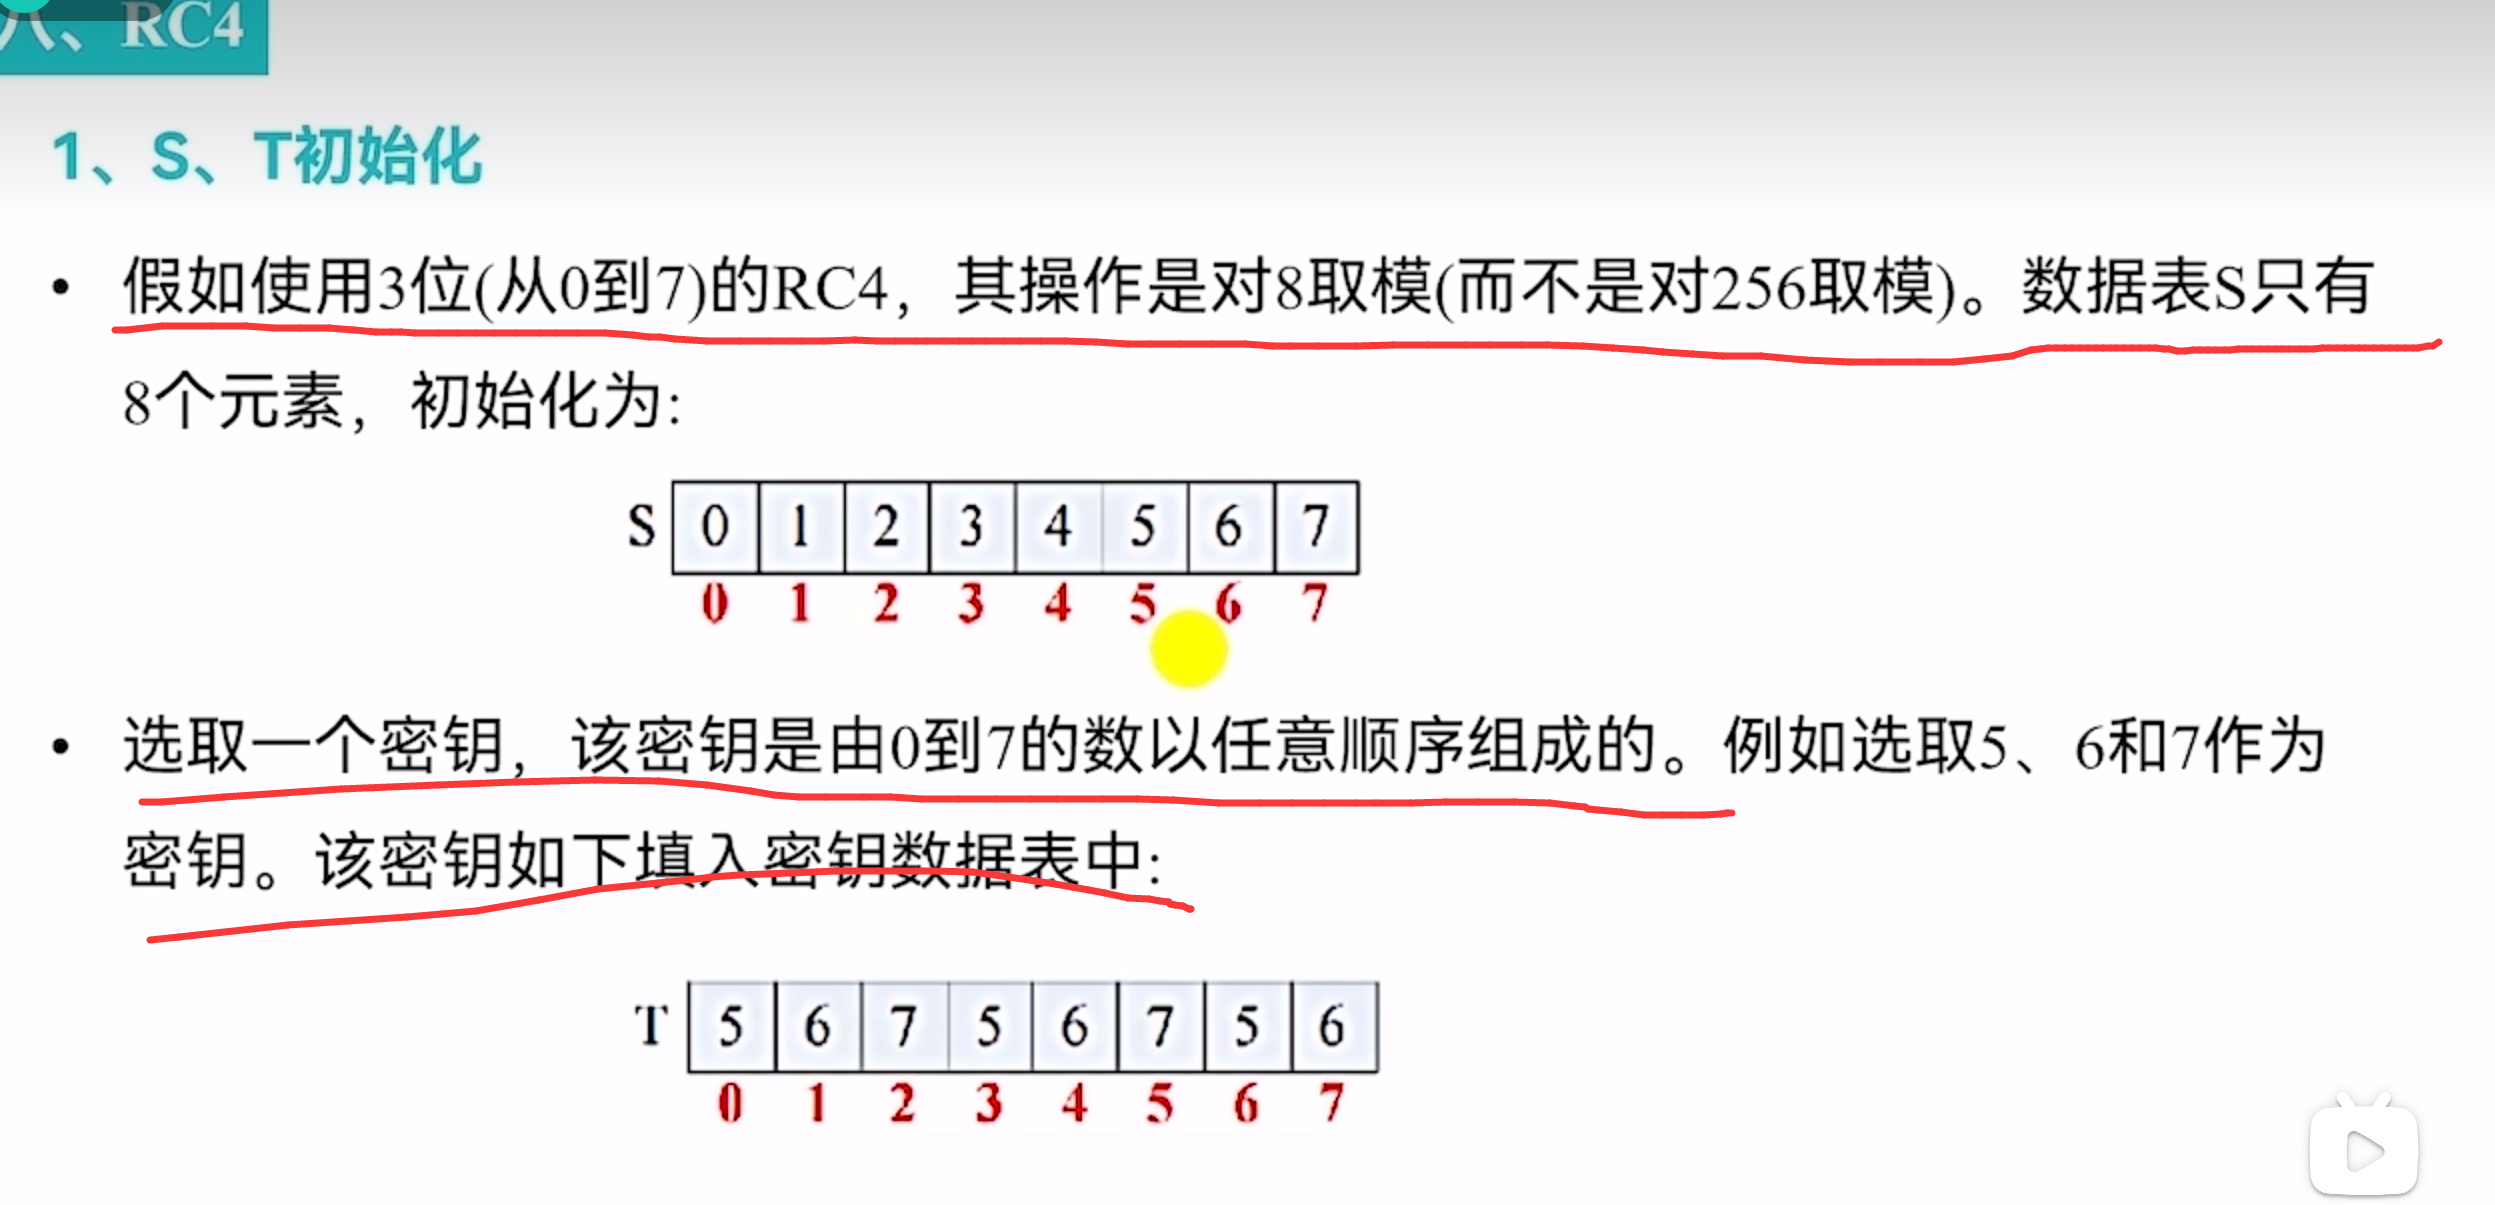 八、RC4
1、S、T初始化
• 假如使用3位(从0到7)的RC4，其操作是对8取模(而不是对256取模)。数据表S只有
8个元素，初始化为:
S 0 1 2 3 4 5 6 7
0 1 2 3 4 5 6 7
• 选取一个密钥，该密钥是由0到7的数以任意顺序组成的。例如选取5、6和7作为
密钥。该密钥如下填入密钥数据表中:
T 5 6 7 5 6 7 5 6
0 1 2 3 4 5 6 7